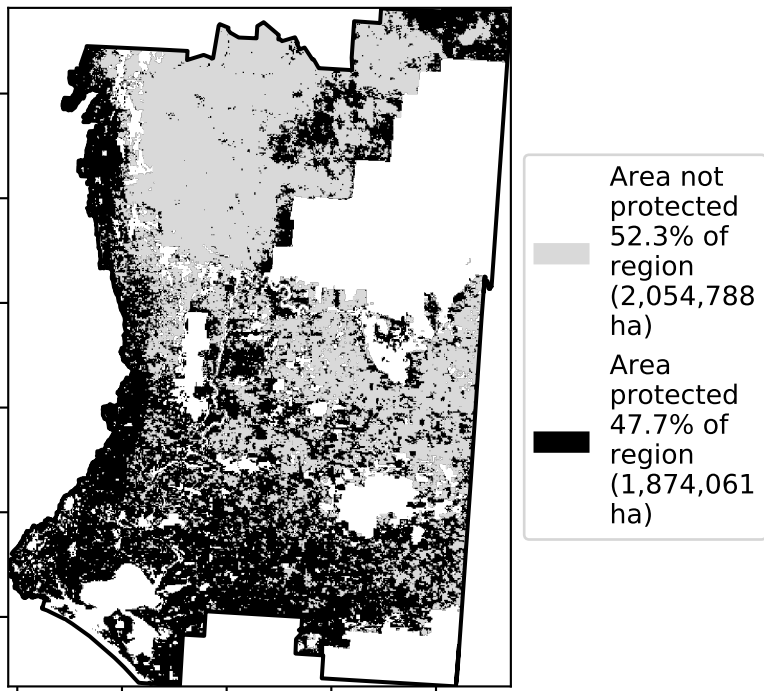 Area not
protected
52.3% of
region
(2,054,788
ha)
Area
protected
47.7% of
region
(1,874,061
ha)